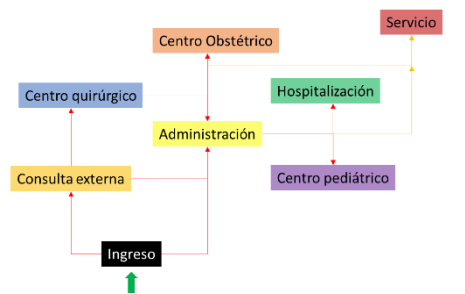 Servicio
Centro Obstétrico
Hospitalización
Centro quirúrgico
Administración
Consulta externa
Centro pediátrico
Ingreso